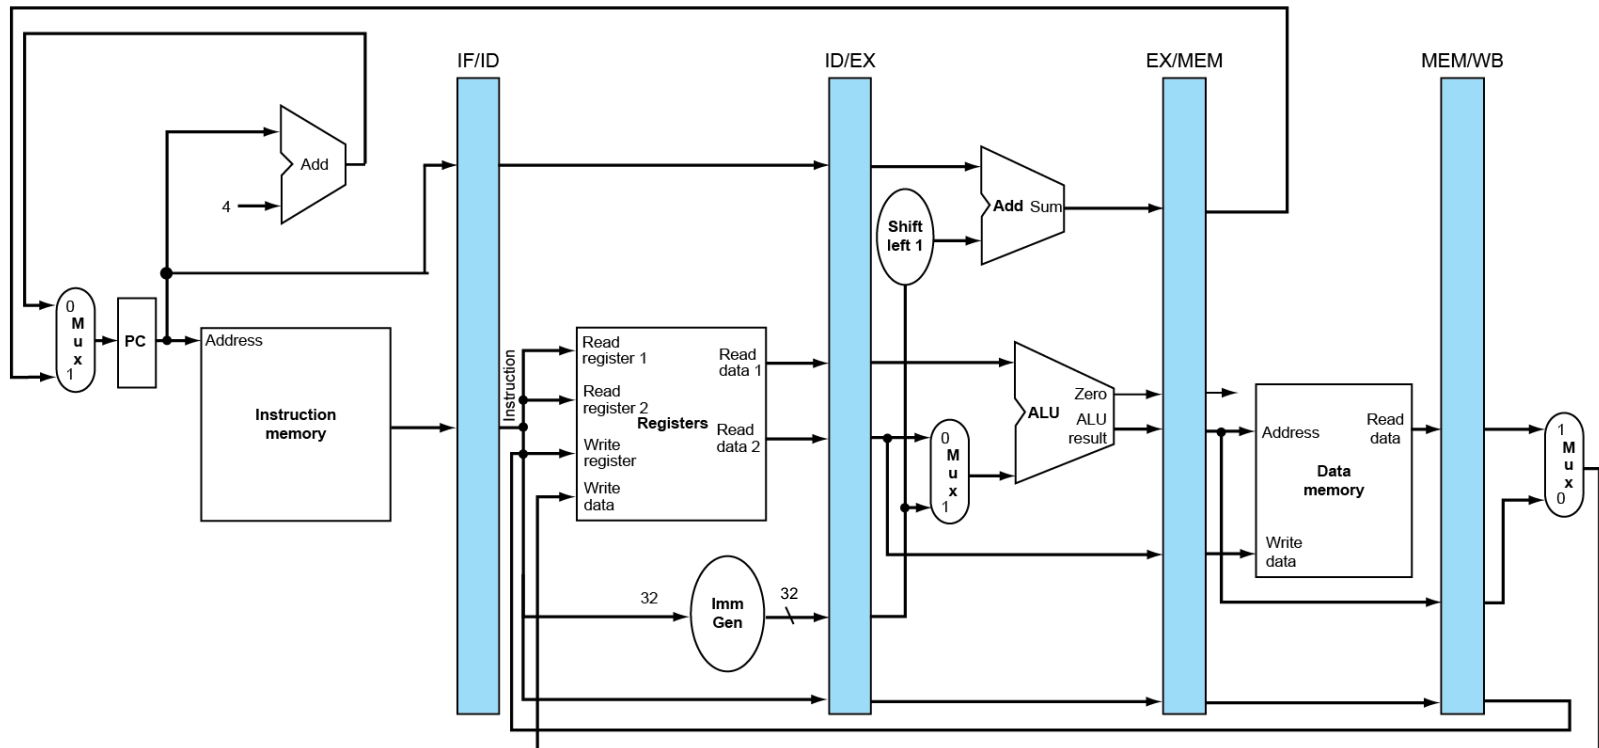 IF/ID
ID/EX
EX/MEM
MEM/WB
Add
4
Shift
left 1
Add Sum
0
M
u
x
1
PC
Address
Instruction
memory
Instruction
Read
register 1
Read
register 2
Write
register
Write
data
Registers
Read
data 1
Read
data 2
0
M
u
x
1
Zero
ALU
ALU
result
Address
Read
data
Data
memory
Write
data
1
M
u
x
0
32
Imm
Gen
32